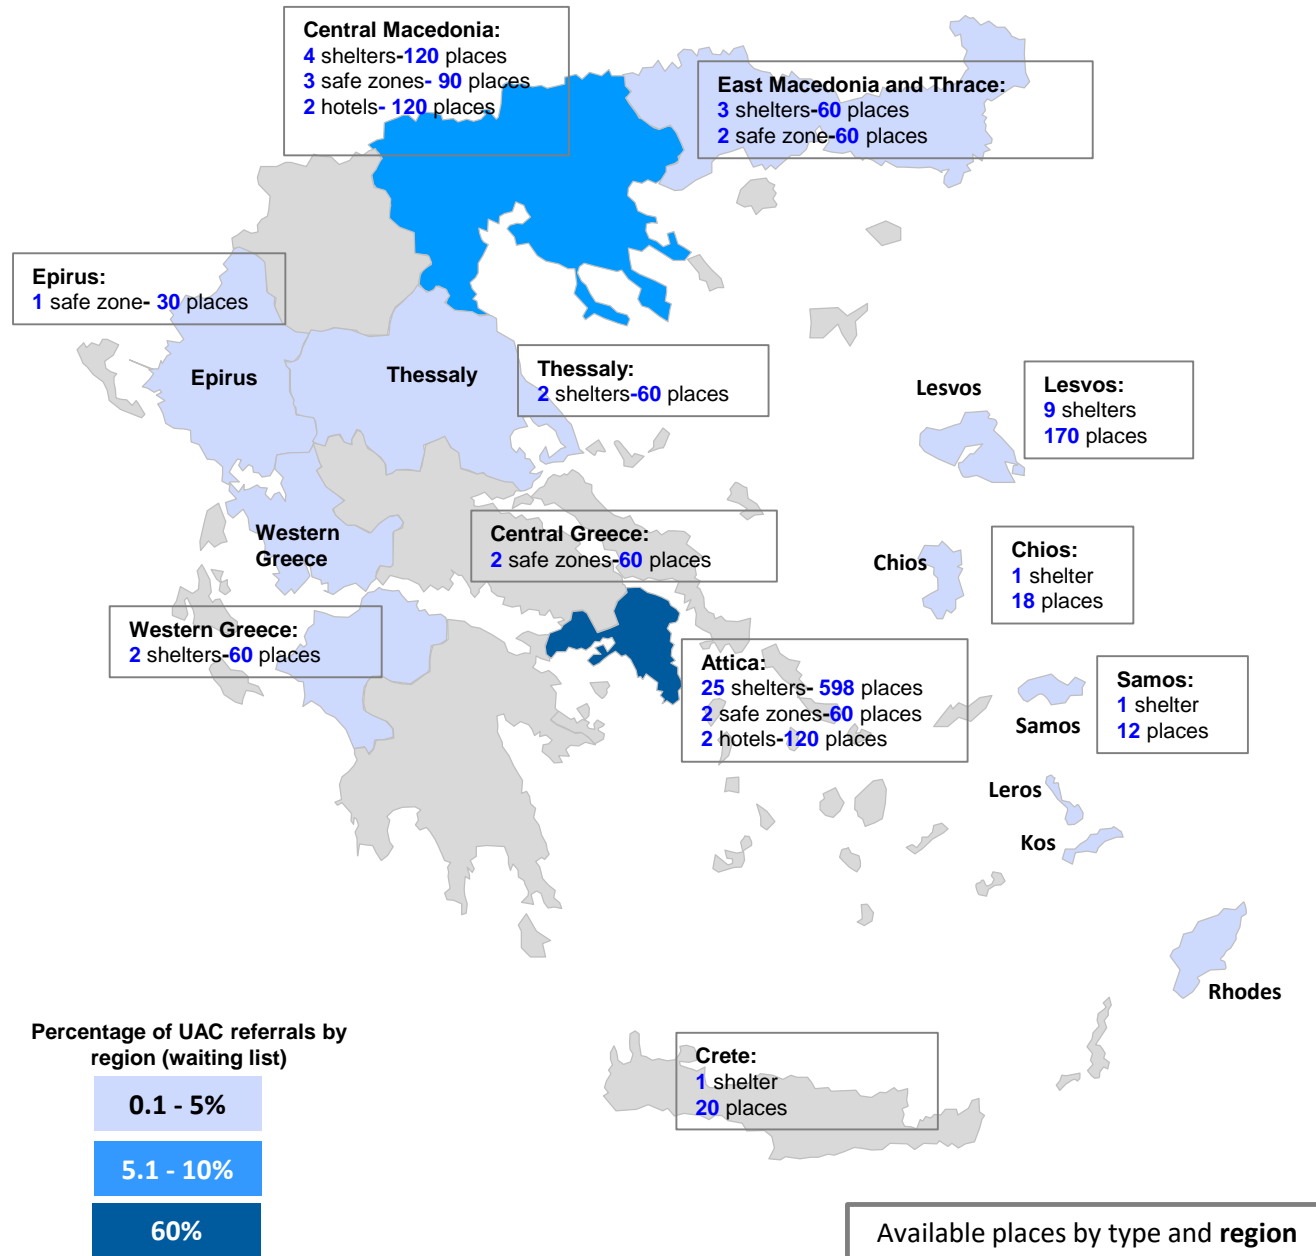 Central Macedonia:
4 shelters-120 places
3 safe zones- 90 places
2 hotels- 120 places
East Macedonia and Thrace:
3 shelters-60 places
2 safe zone-60 places
Epirus:
1 safe zone- 30 places
Epirus
Thessaly
Thessaly:
2 shelters-60 places
Lesvos
Lesvos:
9 shelters
170 places
Western
Greece
Central Greece:
2 safe zones-60 places
Chios
Chios:
1 shelter
18 places
Western Greece:
2 shelters-60 places
Attica:
25 shelters- 598 places
2 safe zones-60 places
2 hotels-120 places
Samos
Samos:
1 shelter
12 places
Leros
Kos
Rhodes
Crete:
1 shelter
20 places
Percentage of UAC referrals by
region (waiting list)
0.1 - 5%
5.1 - 10%
60%
Available places by type and region